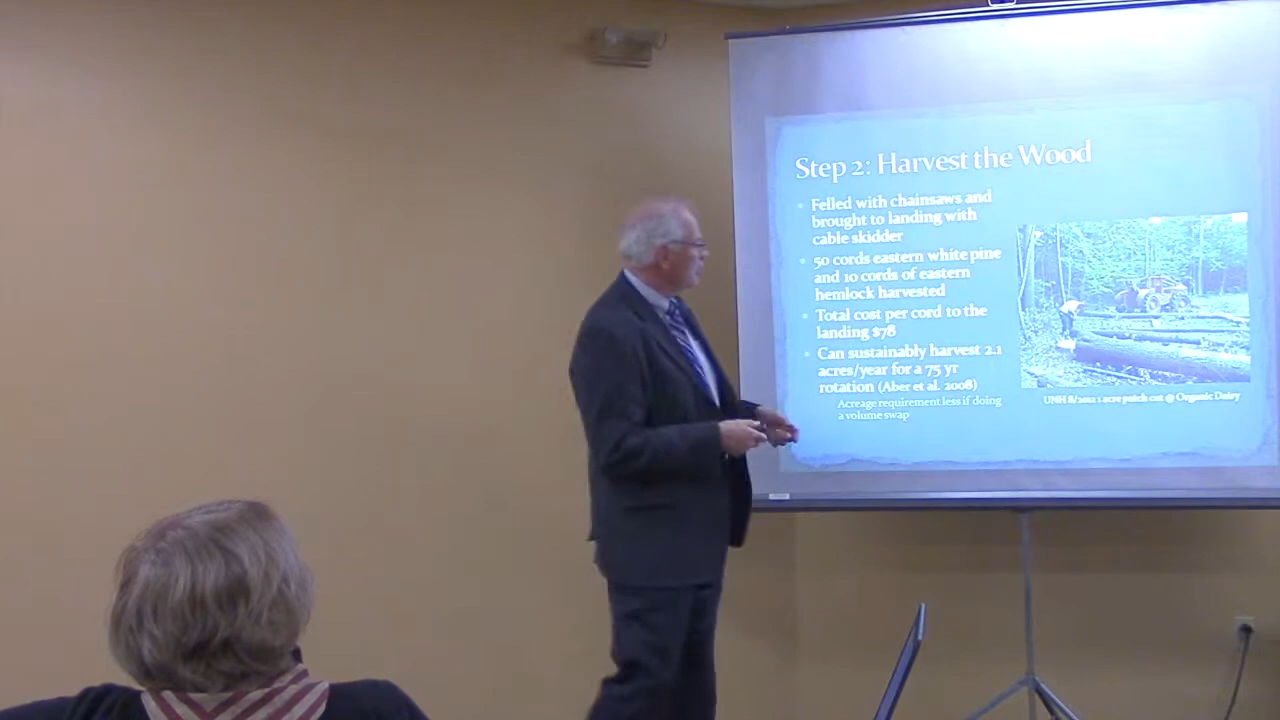 Step 2: Harvest the Wood
Felled with chainsaws and
brought to landing with
cable skidder
50 cords eastern white pine
and 10 cords of eastern
hemlock harvested
Total cost per cord to the
landing $78
Can sustainably harvest 2.1
acres/year for a 75 yr
rotation (Aber et al. 2008)
Acreage requirement less if doing
a volume swap
UNH 8/2012 1 acre patch cut @ Organic Dairy